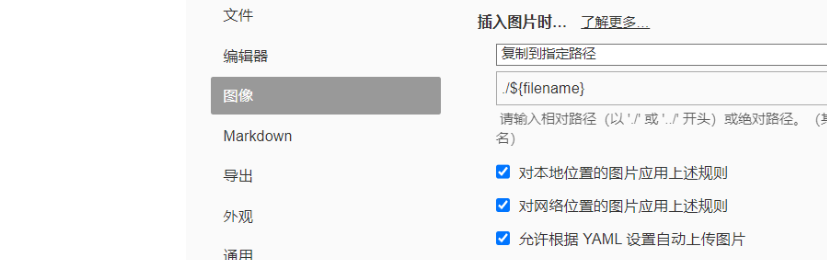 文件
编辑器
图像
Markdown
导出
外观
通用
插入图片时... 了解更多...
复制到指定路径
./${filename}
请输入相对路径（以 './' 或 '../' 开头）或绝对路径。（
名）
对本地位置的图片应用上述规则
对网络位置的图片应用上述规则
允许根据 YAML 设置自动上传图片